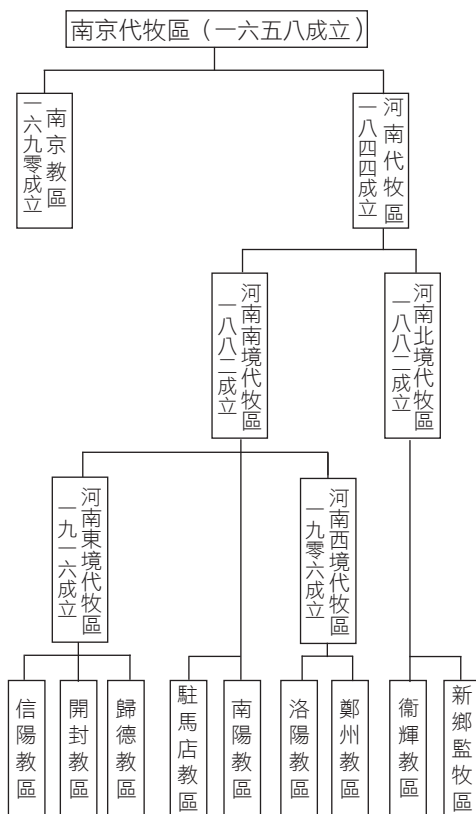 南京代牧區（一六五八成立）
南京教區
一六九零成立
河南代牧區
一八四四成立
河南南境代牧區
一八八二成立
河南北境代牧區
一八八二成立
河南東境代牧區
一九一六成立
河南西境代牧區
一九零六成立
信陽教區
開封教區
歸德教區
駐馬店教區
南陽教區
洛陽教區
鄭州教區
衞輝教區
新鄉監牧區